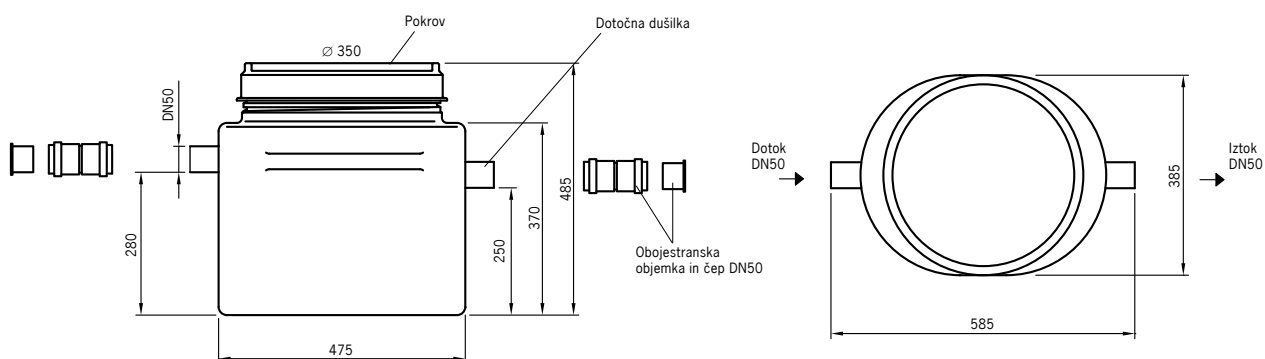 Pokrov
Dotočna dušilka
∅ 350
DN50
280
250
370
485
475
Obojestranska
objemka in čep DN50
Dotok
DN50
385
Iztok
DN50
585